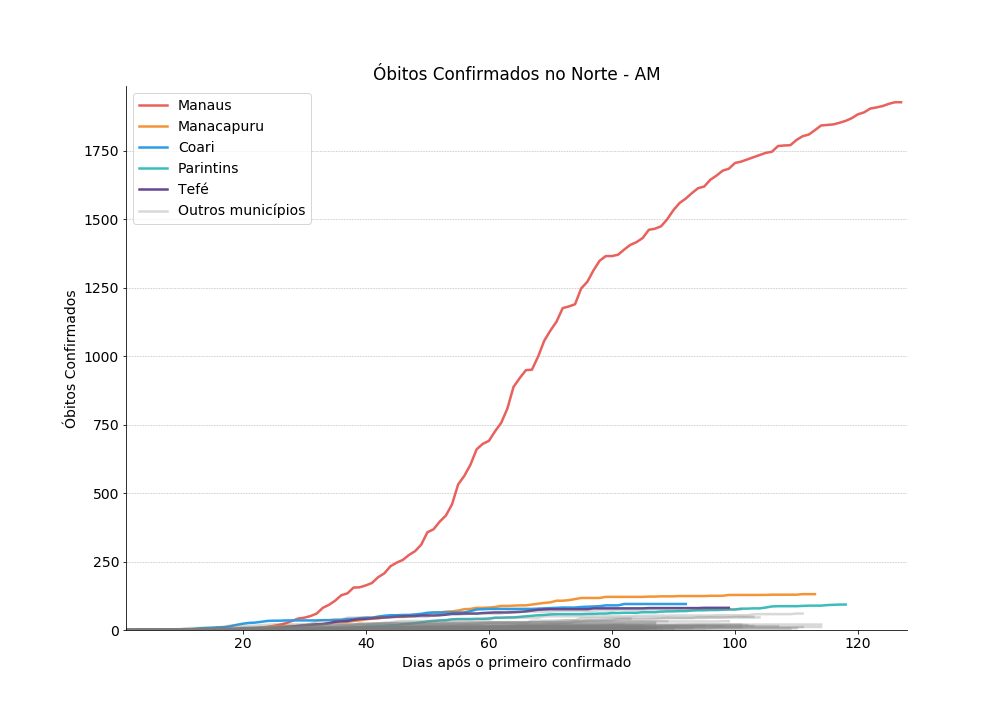 Óbitos Confirmados no Norte - AM
Manaus
Manacapuru
Coari
Parintins
Tefé
Outros municípios
Óbitos Confirmados
1750
1500
1250
1000
750
500
250
0
20
40
60
80
100
120
Dias após o primeiro confirmado